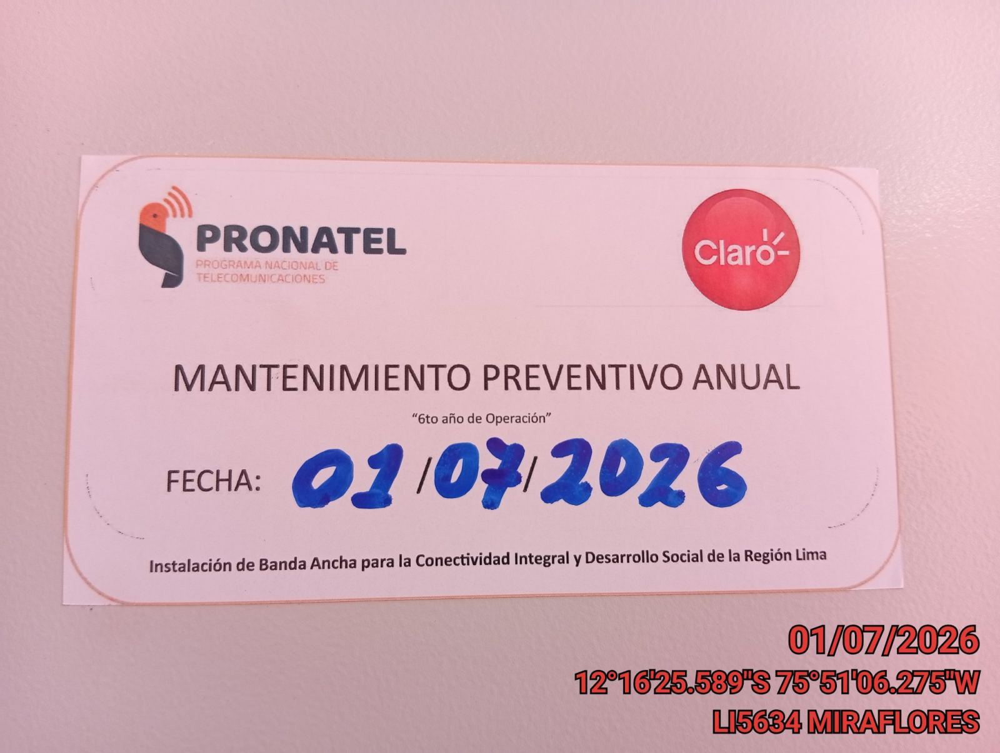 PRONATEL
PROGRAMA NACIONAL DE
TELECOMUNICACIONES
Claro
MANTENIMIENTO PREVENTIVO ANUAL
“6to año de Operación”
FECHA: 01/07/2026
Instalación de Banda Ancha para la Conectividad Integral y Desarrollo Social de la Región Lima
01/07/2026
12°16'25.589"S 75°51'06.275"W
LI5634 MIRAFLORES